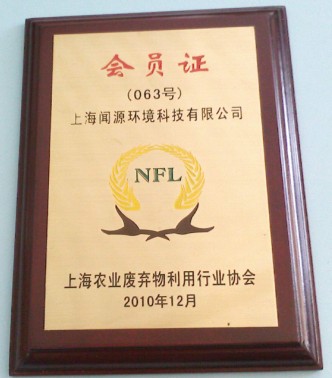 会员证
(063号)
上海闻源环境科技有限公司
NFL
上海农业废弃物利用行业协会
2010年12月